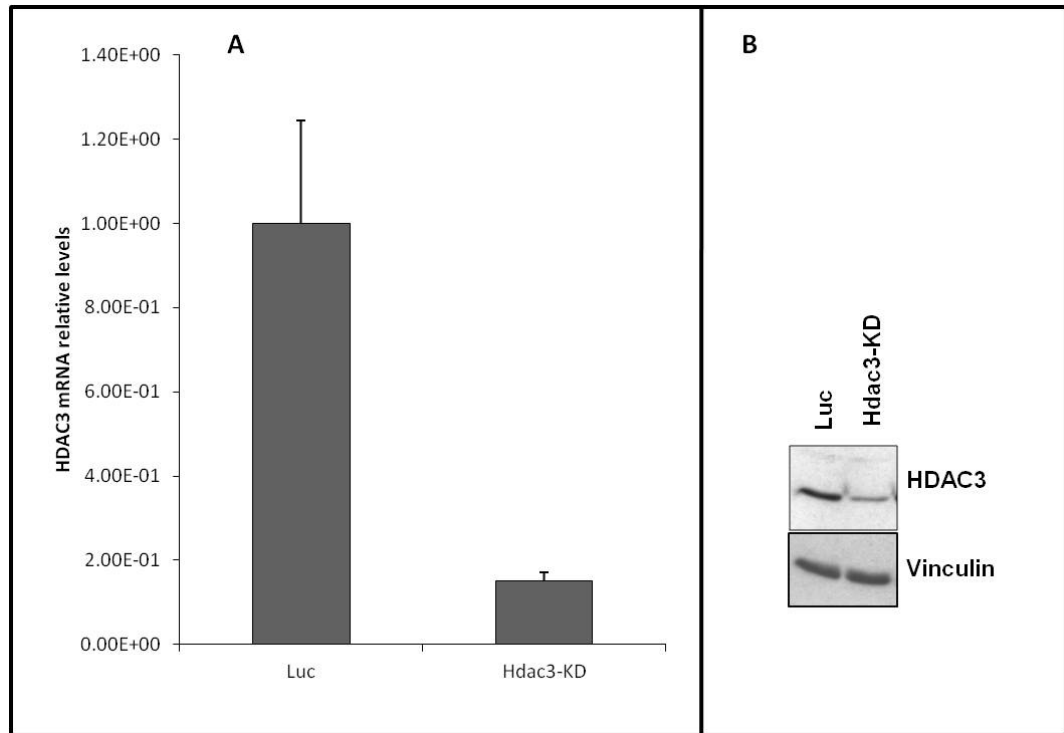 A
HDAC3 mRNA relative levels
1.40E+00
1.20E+00
1.00E+00
8.00E-01
6.00E-01
4.00E-01
2.00E-01
0.00E+00
Luc
Hdac3-KD
B
Luc
Hdac3-KD
HDAC3
Vinculin